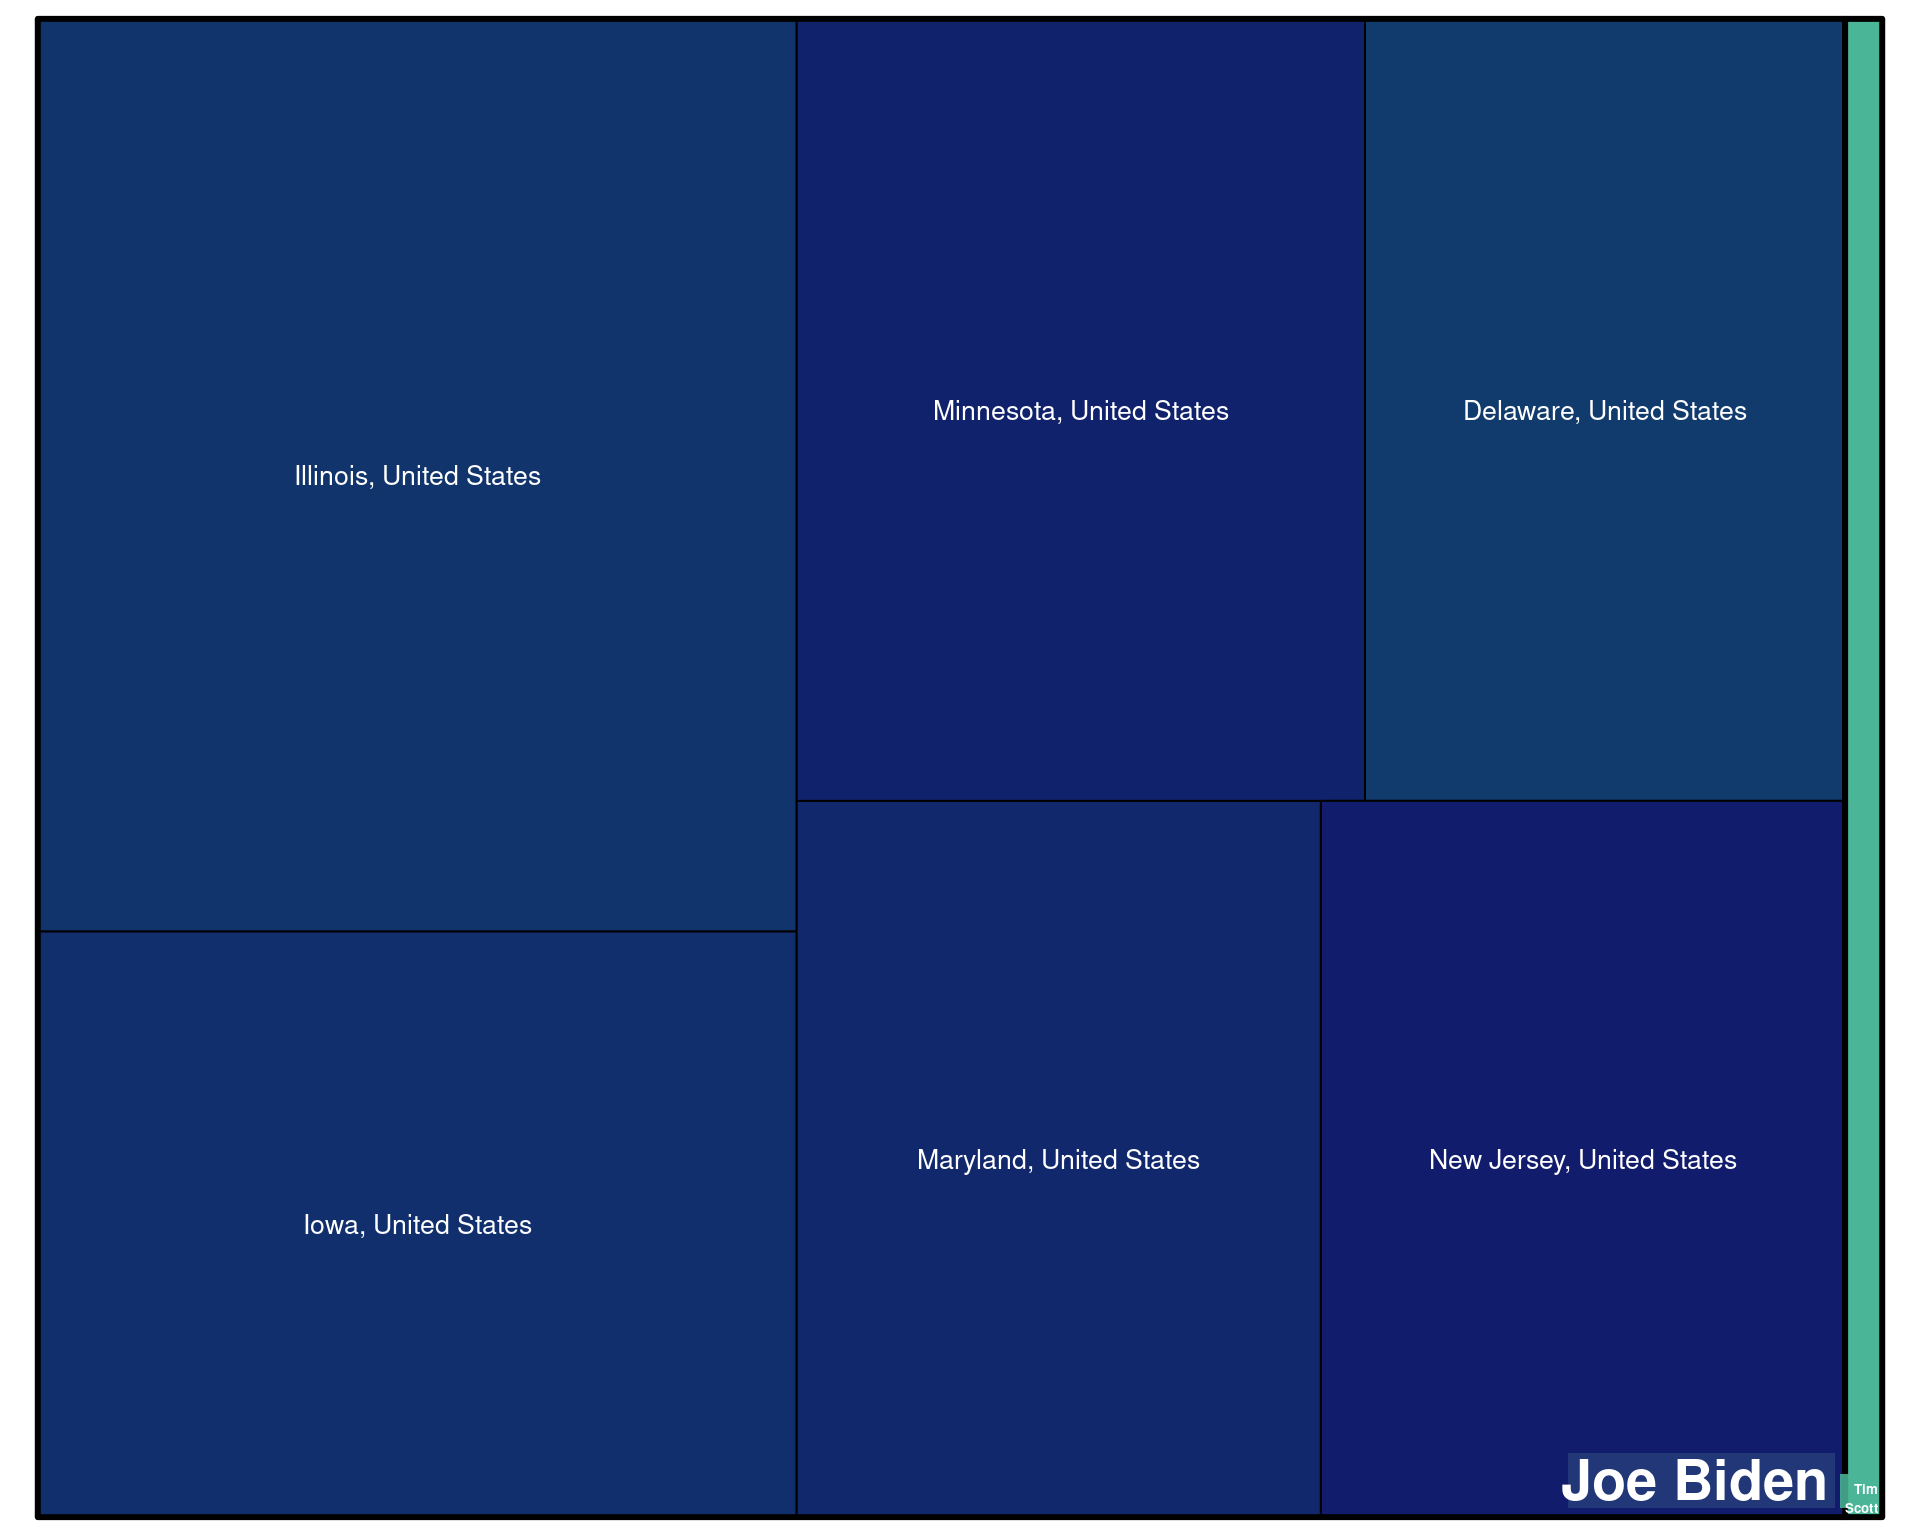 Minnesota, United States
Delaware, United States
Illinois, United States
Maryland, United States
New Jersey, United States
Iowa, United States
Joe Biden
Tim
Scott